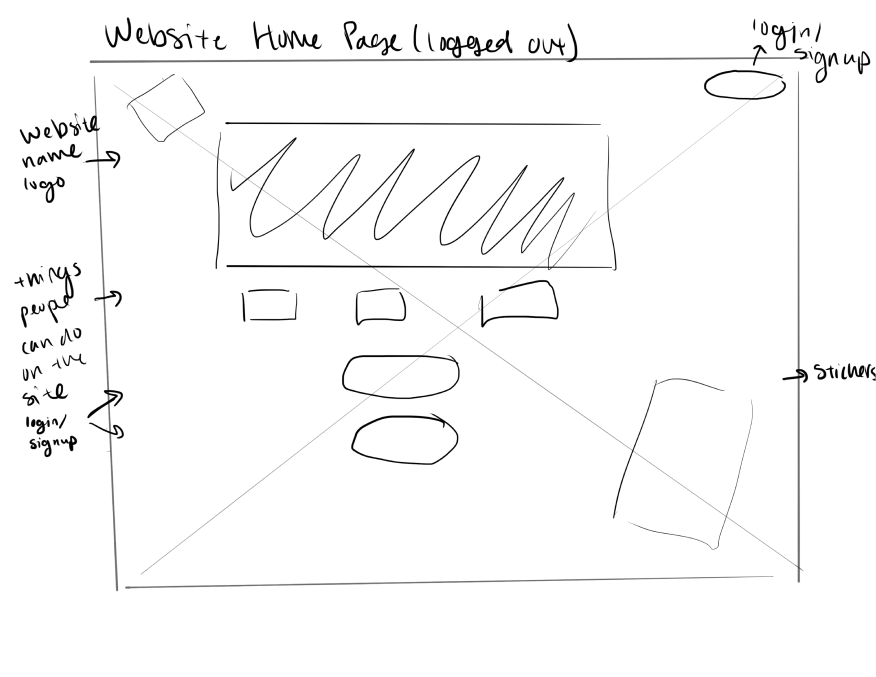 Website Home Page (logged out)
login/
signup
Website
name
logo
things
people
can do
on the
site
login/
signup
Stickers